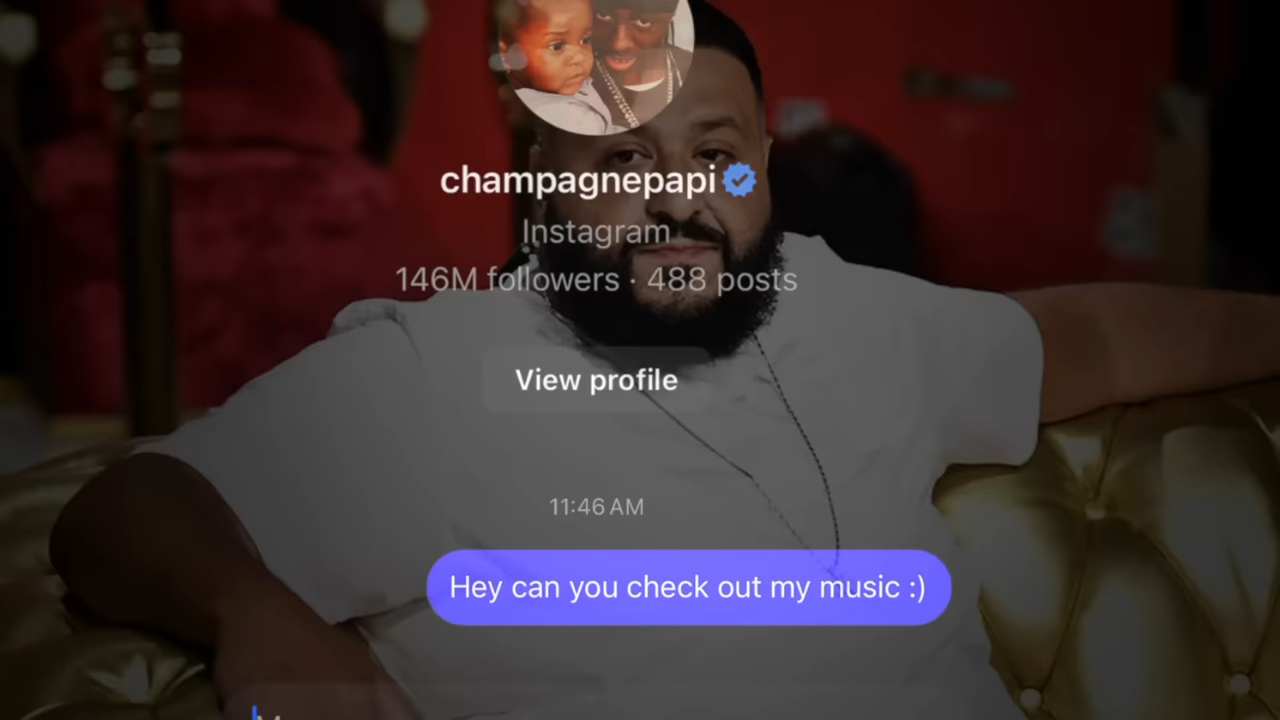 champagnepapi
Instagram
146M followers · 488 posts
View profile
11:46 AM
Hey can you check out my music :)